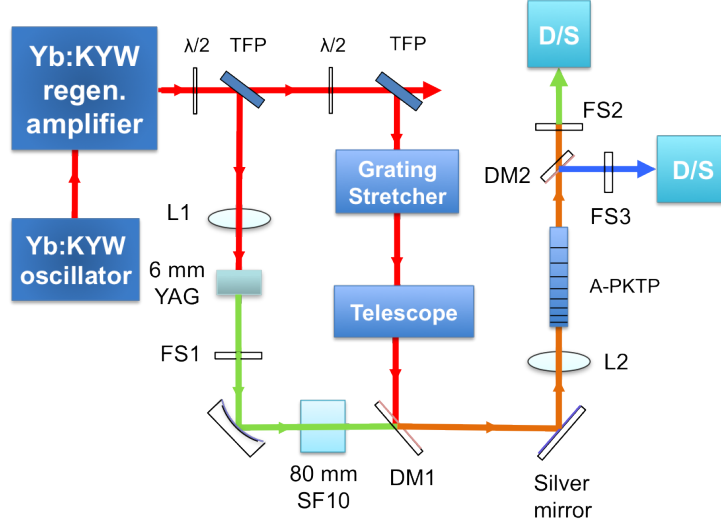 Yb:KYW
regen.
amplifier
λ/2
TFP
λ/2
TFP
D/S
FS2
DM2
D/S
FS3
Grating
Stretcher
L1
Yb:KYW
oscillator
6 mm
YAG
A-PKTP
Telescope
FS1
L2
80 mm
SF10
DM1
Silver
mirror